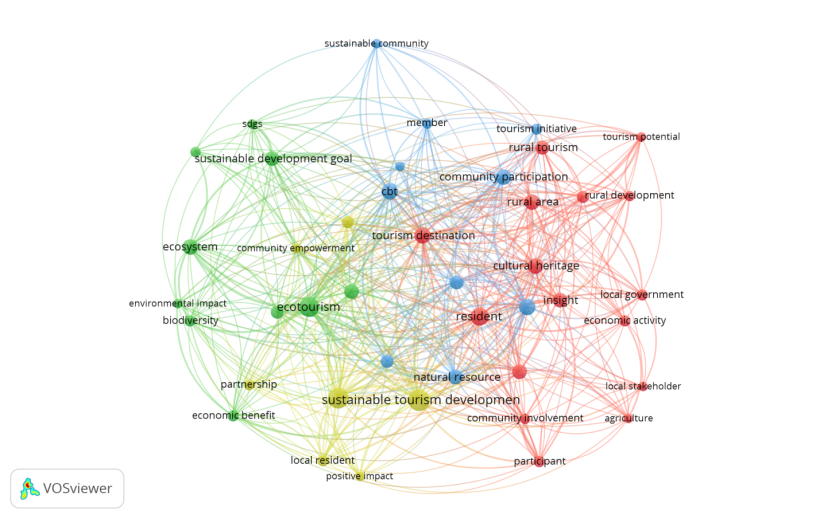 sustainable community
sdgs
member
tourism initiative
tourism potential
rural tourism
sustainable development goal
community participation
cbt
rural development
rural area
tourism destination
ecosystem
community empowerment
cultural heritage
environmental impact
ecotourism
insight
local government
biodiversity
resident
economic activity
natural resource
partnership
local stakeholder
sustainable tourism developmen
economic benefit
community involvement
agriculture
local resident
participant
positive impact
VOSviewer